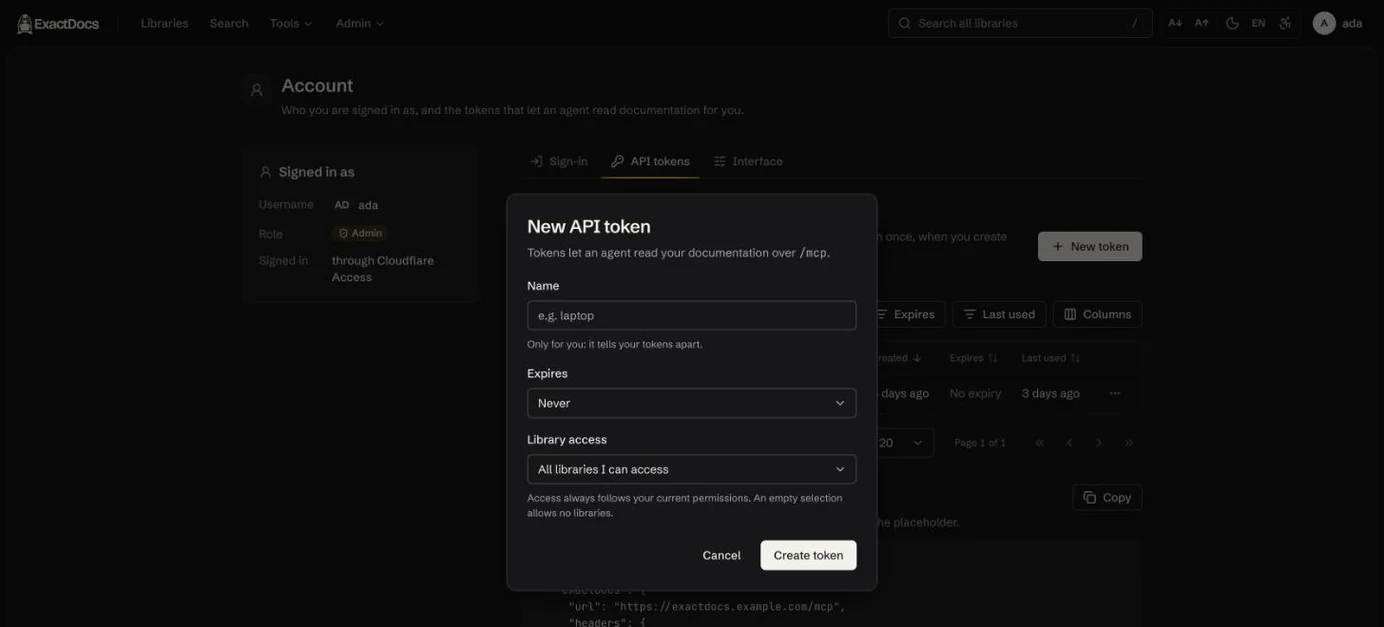 ExactDocs
Libraries
Search
Tools
Admin
Search all libraries
/
A↓
A↑
EN
A
ada
Account
Who you are signed in as, and the tokens that let an agent read documentation for you.
Signed in as
Username
AD
ada
Role
Admin
Signed in
through Cloudflare
Access
Sign-in
API tokens
Interface
once, when you create
New token
Expires
Last used
Columns
Expires
Last used
days ago
No expiry
3 days ago
20
Page 1 of 1
Copy
placeholder.
"url": "https://exactdocs.example.com/mcp",
"headers": {
New API token
Tokens let an agent read your documentation over /mcp.
Name
e.g. laptop
Only for you: it tells your tokens apart.
Expires
Never
Library access
All libraries I can access
Access always follows your current permissions. An empty selection
allows no libraries.
Cancel
Create token